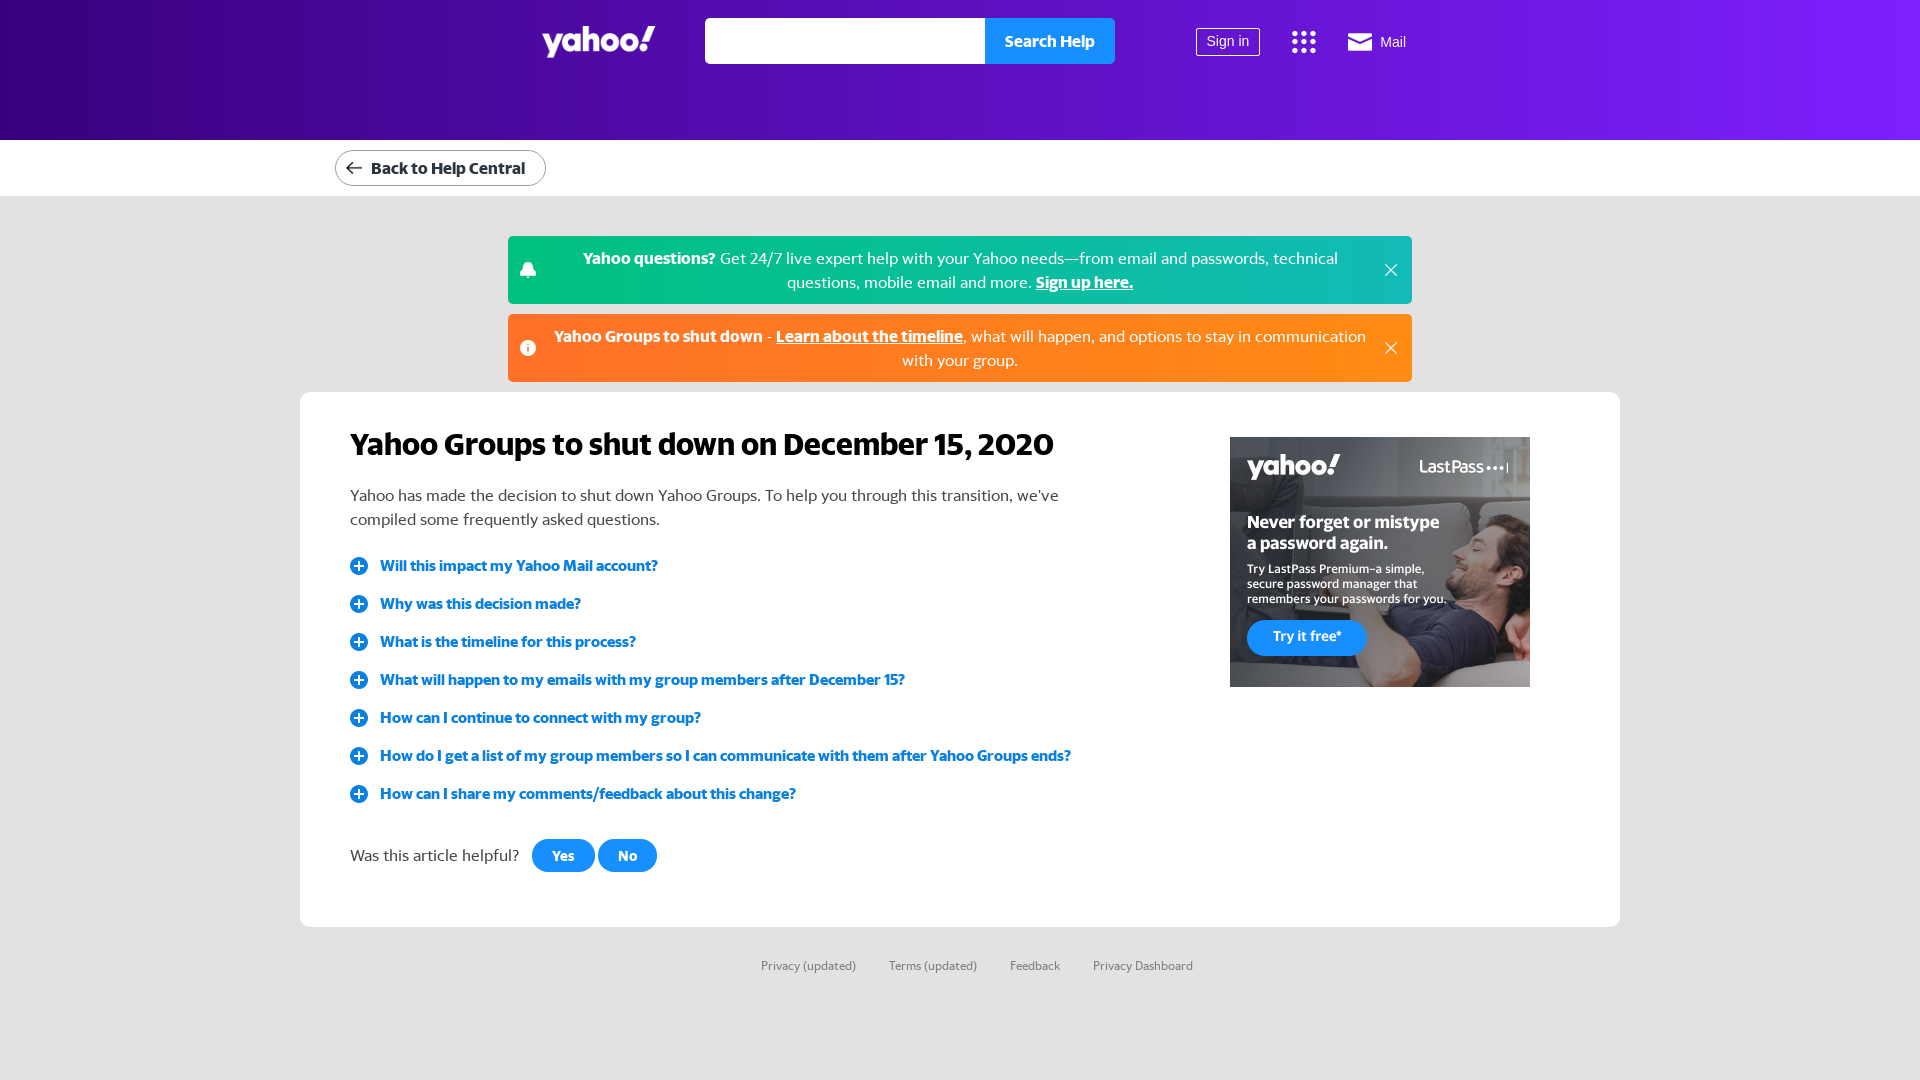 yahoo!
Search Help
Sign in
Mail
Back to Help Central
Yahoo questions? Get 24/7 live expert help with your Yahoo needs—from email and passwords, technical
questions, mobile email and more. Sign up here.
Yahoo Groups to shut down - Learn about the timeline, what will happen, and options to stay in communication
with your group.
Yahoo Groups to shut down on December 15, 2020
Yahoo has made the decision to shut down Yahoo Groups. To help you through this transition, we've
compiled some frequently asked questions.
Will this impact my Yahoo Mail account?
Why was this decision made?
What is the timeline for this process?
What will happen to my emails with my group members after December 15?
How can I continue to connect with my group?
How do I get a list of my group members so I can communicate with them after Yahoo Groups ends?
How can I share my comments/feedback about this change?
Was this article helpful?
Yes
No
yahoo!
LastPass•••|
Never forget or mistype
a password again.
Try LastPass Premium–a simple,
secure password manager that
remembers your passwords for you.
Try it free*
Privacy (updated)
Terms (updated)
Feedback
Privacy Dashboard